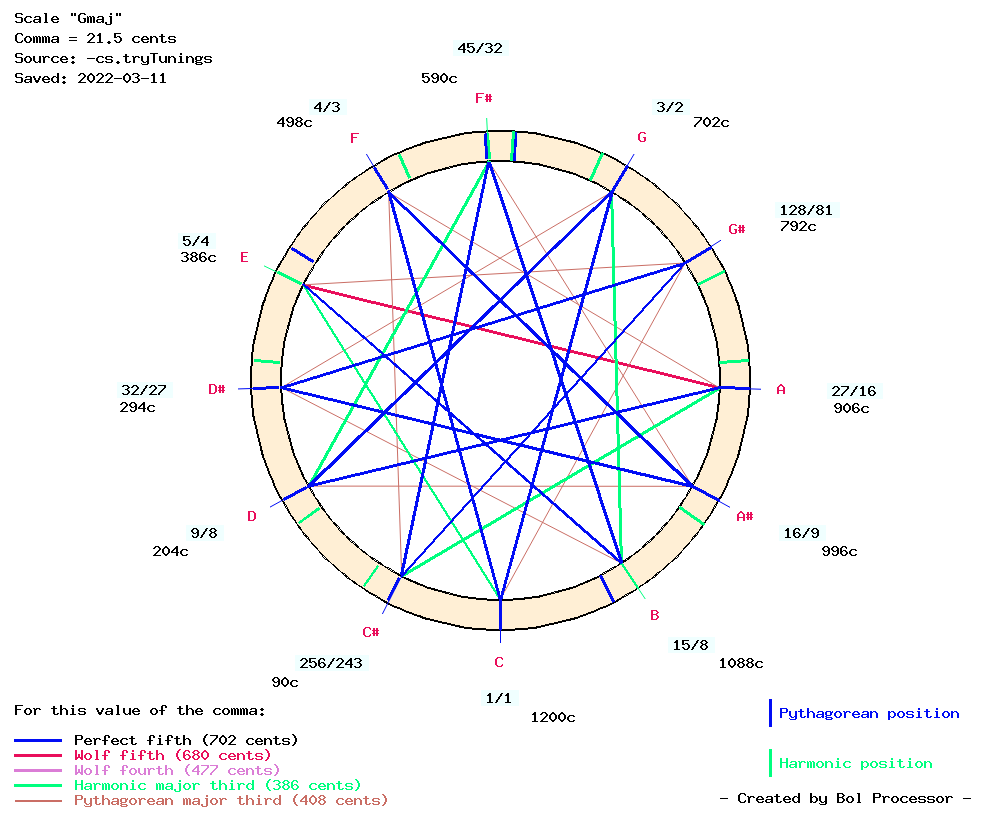 Scale "Gmaj"
Comma = 21.5 cents
Source: -cs.tryTunings
Saved: 2022-03-11
45/32
590c
F#
4/3
498c
F
3/2
702c
G
128/81
792c
G#
5/4
386c
E
32/27
294c
D#
A
27/16
906c
9/8
204c
D
A#
16/9
996c
C#
256/243
90c
C
1/1
1200c
B
15/8
1088c
For this value of the comma:
Perfect fifth (702 cents)
Wolf fifth (680 cents)
Wolf fourth (477 cents)
Harmonic major third (386 cents)
Pythagorean major third (408 cents)
Pythagorean position
Harmonic position
- Created by Bol Processor -